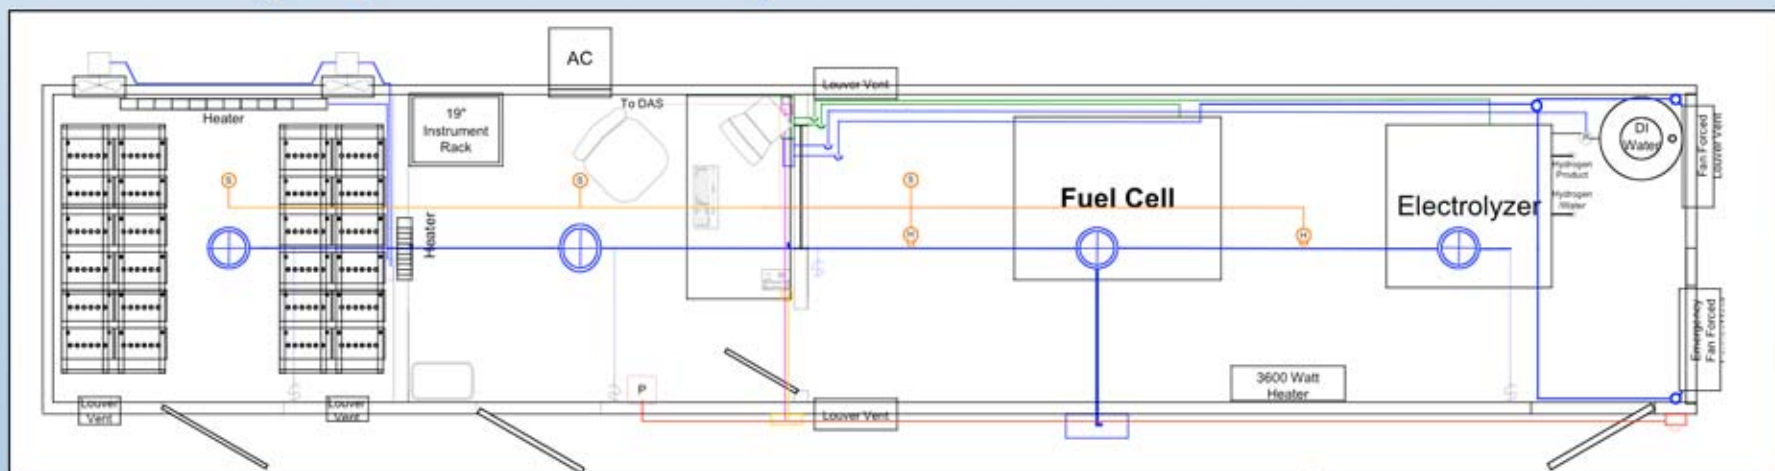 AC
Louver Vent
Heater
19"
Instrument
Rack
To DAS
DI
Water
Fan Forced
Louver Vent
Hydrogen
Product
Hydrogen
/Water
S
S
S
H
H
Fuel Cell
Electrolyzer
Heater
Emergency
Fan Forced
3600 Watt
Heater
P
Louver
Vent
Louver
Vent
Louver Vent